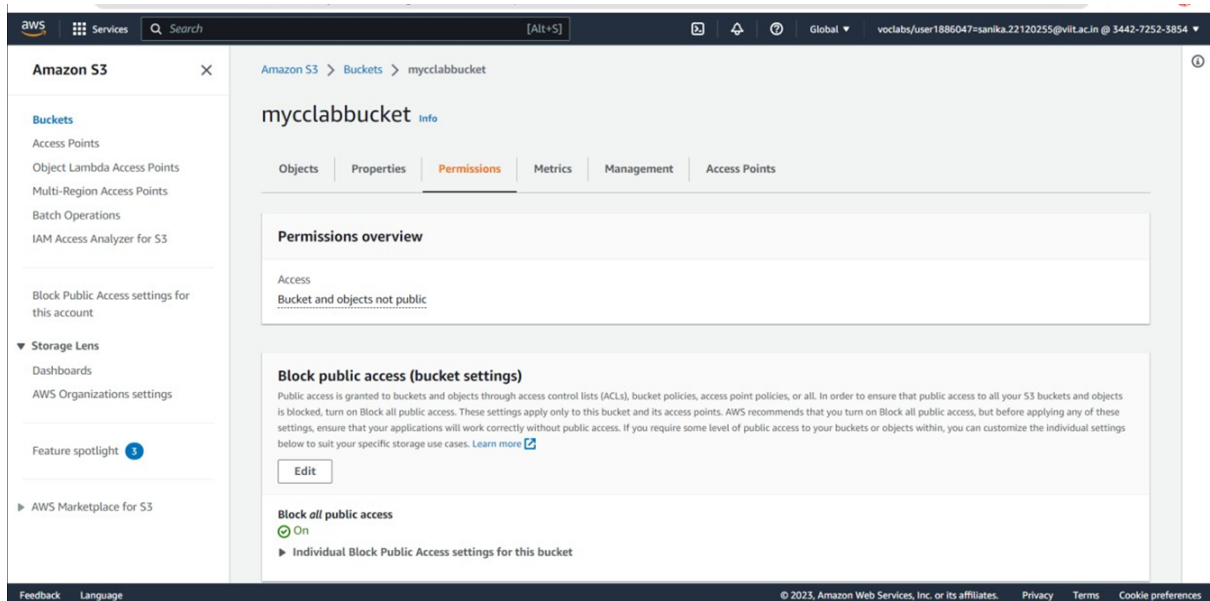 aws
Services
Search
[Alt+S]
Global
voclabs/user1886047=sanika.22120255@viit.ac.in @ 3442-7252-3854
Amazon S3
Buckets
Access Points
Object Lambda Access Points
Multi-Region Access Points
Batch Operations
IAM Access Analyzer for S3
Block Public Access settings for
this account
Storage Lens
Dashboards
AWS Organizations settings
Feature spotlight 3
AWS Marketplace for S3
Amazon S3 > Buckets > mycclabbucket
mycclabbucket Info
Objects
Properties
Permissions
Metrics
Management
Access Points
Permissions overview
Access
Bucket and objects not public
Block public access (bucket settings)
Public access is granted to buckets and objects through access control lists (ACLs), bucket policies, access point policies, or all. In order to ensure that public access to all your S3 buckets and objects
is blocked, turn on Block all public access. These settings apply only to this bucket and its access points. AWS recommends that you turn on Block all public access, but before applying any of these
settings, ensure that your applications will work correctly without public access. If you require some level of public access to your buckets or objects within, you can customize the individual settings
below to suit your specific storage use cases. Learn more
Edit
Block all public access
On
Individual Block Public Access settings for this bucket
Feedback
Language
© 2023, Amazon Web Services, Inc. or its affiliates.
Privacy
Terms
Cookie preferences